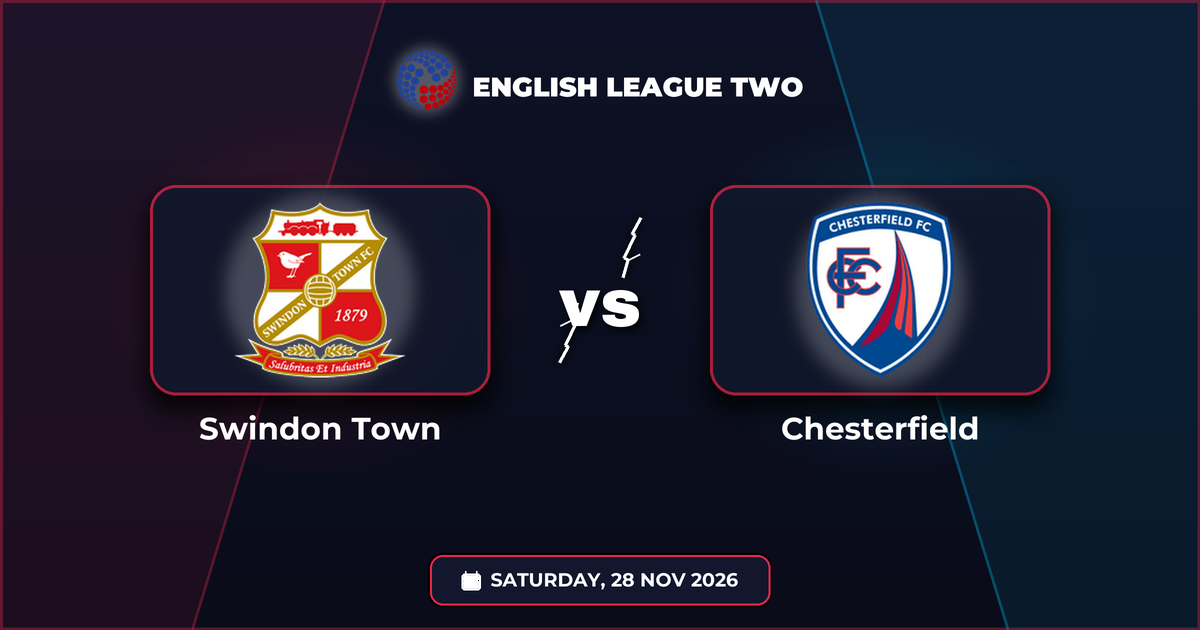 ENGLISH LEAGUE TWO
TOWN FC
SWINDON
1879
Salubritas Et Industria
vs
CHESTERFIELD FC
CFC
Swindon Town
Chesterfield
SATURDAY, 28 NOV 2026